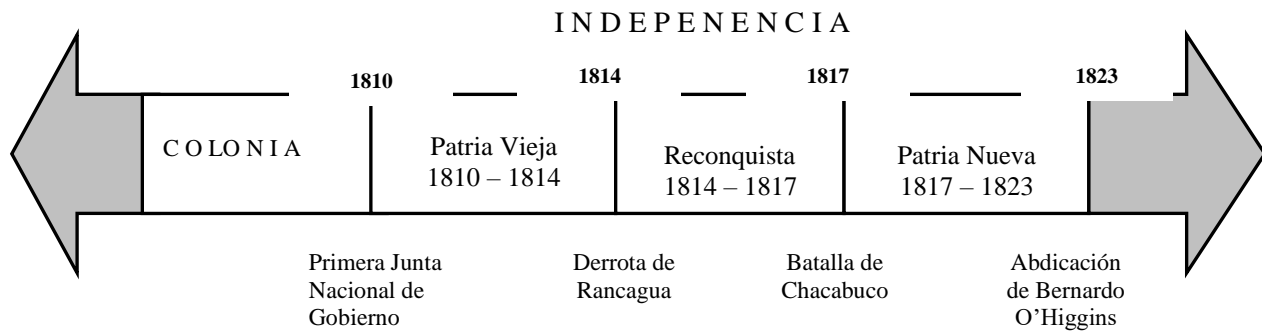 I N D E P E N E N C I A
1810
1814
1817
1823
C O L O N I A
Patria Vieja
1810 – 1814
Reconquista
1814 – 1817
Patria Nueva
1817 – 1823
Primera Junta
Nacional de
Gobierno
Derrota de
Rancagua
Batalla de
Chacabuco
Abdicación
de Bernardo
O’Higgins